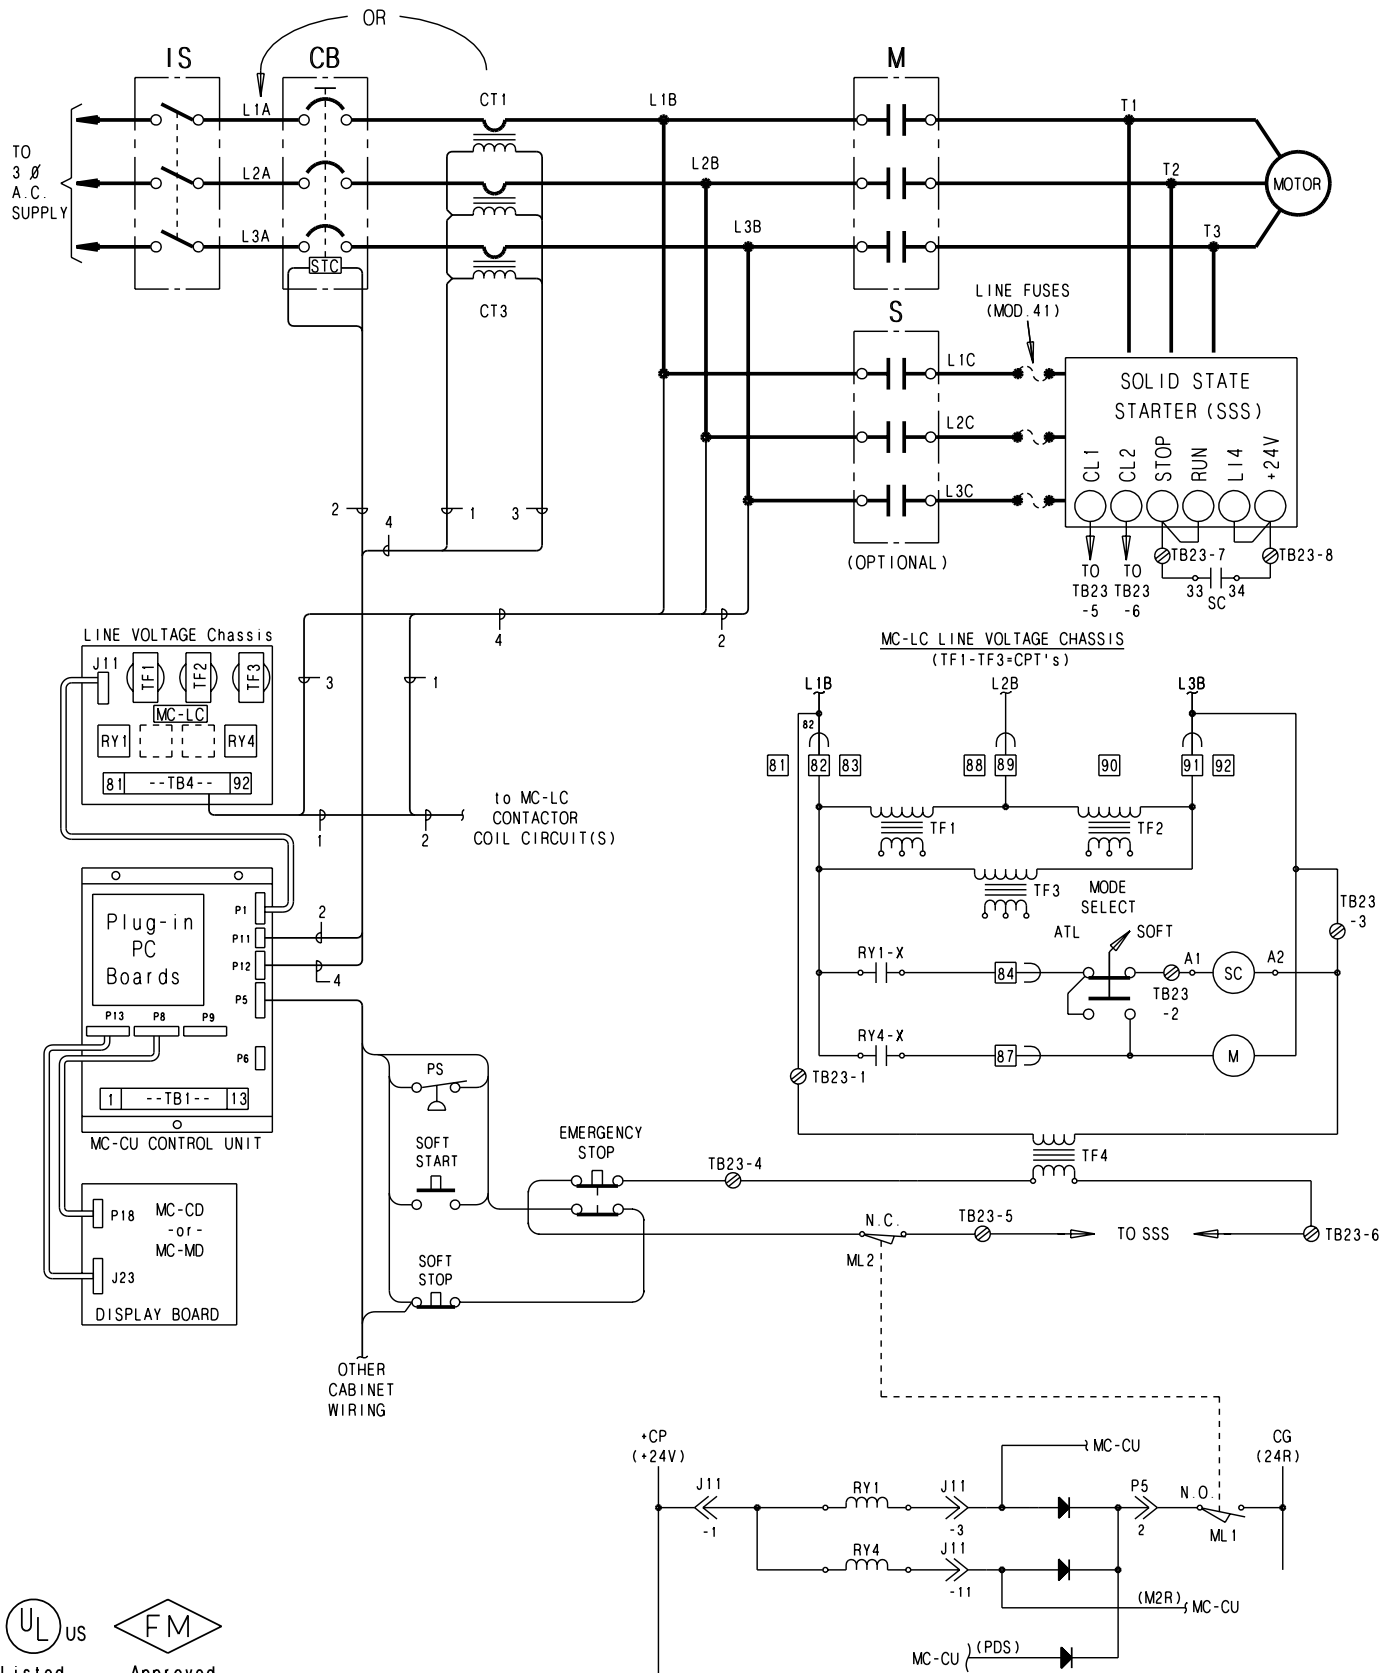 OR
IS
CB
M
L1A
CT1
L1B
T1
TO
3 Ø
A.C.
SUPPLY
L2A
L2B
T2
MOTOR
L3A
L3B
T3
STC
CT3
LINE FUSES
(MOD.41)
S
L1C
SOLID STATE
STARTER (SSS)
L2C
CL1
CL2
STOP
RUN
LI4
+24V
L3C
2
4
1
3
(OPTIONAL)
TB23-7
TB23-8
TO
TB23
-5
TO
TB23
-6
33
34
SC
4
2
LINE VOLTAGE Chassis
MC-LC LINE VOLTAGE CHASSIS
(TF1-TF3=CPT's)
J11
TF1
TF2
TF3
3
1
L1B
L2B
L3B
MC-LC
82
RY1
RY4
81
82
83
88
89
90
91
92
81
--TB4--
92
1
2
to MC-LC
CONTACTOR
COIL CIRCUIT(S)
TF1
TF2
TF3
MODE
SELECT
TB23
-3
P1
2
Plug-in
PC
Boards
P11
P12
4
P5
ATL
SOFT
RY1-X
84
A1
SC
A2
TB23
-2
P13
P8
P9
P6
RY4-X
87
M
PS
TB23-1
1
--TB1--
13
MC-CU CONTROL UNIT
SOFT
START
EMERGENCY
STOP
TB23-4
TF4
P18
MC-CD
-or-
MC-MD
N.C.
TB23-5
TO SSS
TB23-6
ML2
J23
SOFT
STOP
DISPLAY BOARD
OTHER
CABINET
WIRING
+CP
(+24V)
MC-CU
CG
(24R)
J11
-1
RY1
J11
-3
P5
2
N.O.
ML1
RY4
J11
-11
(M2R)
MC-CU
MC-CU
(PDS)
UL
US
FM
Listed
Approved